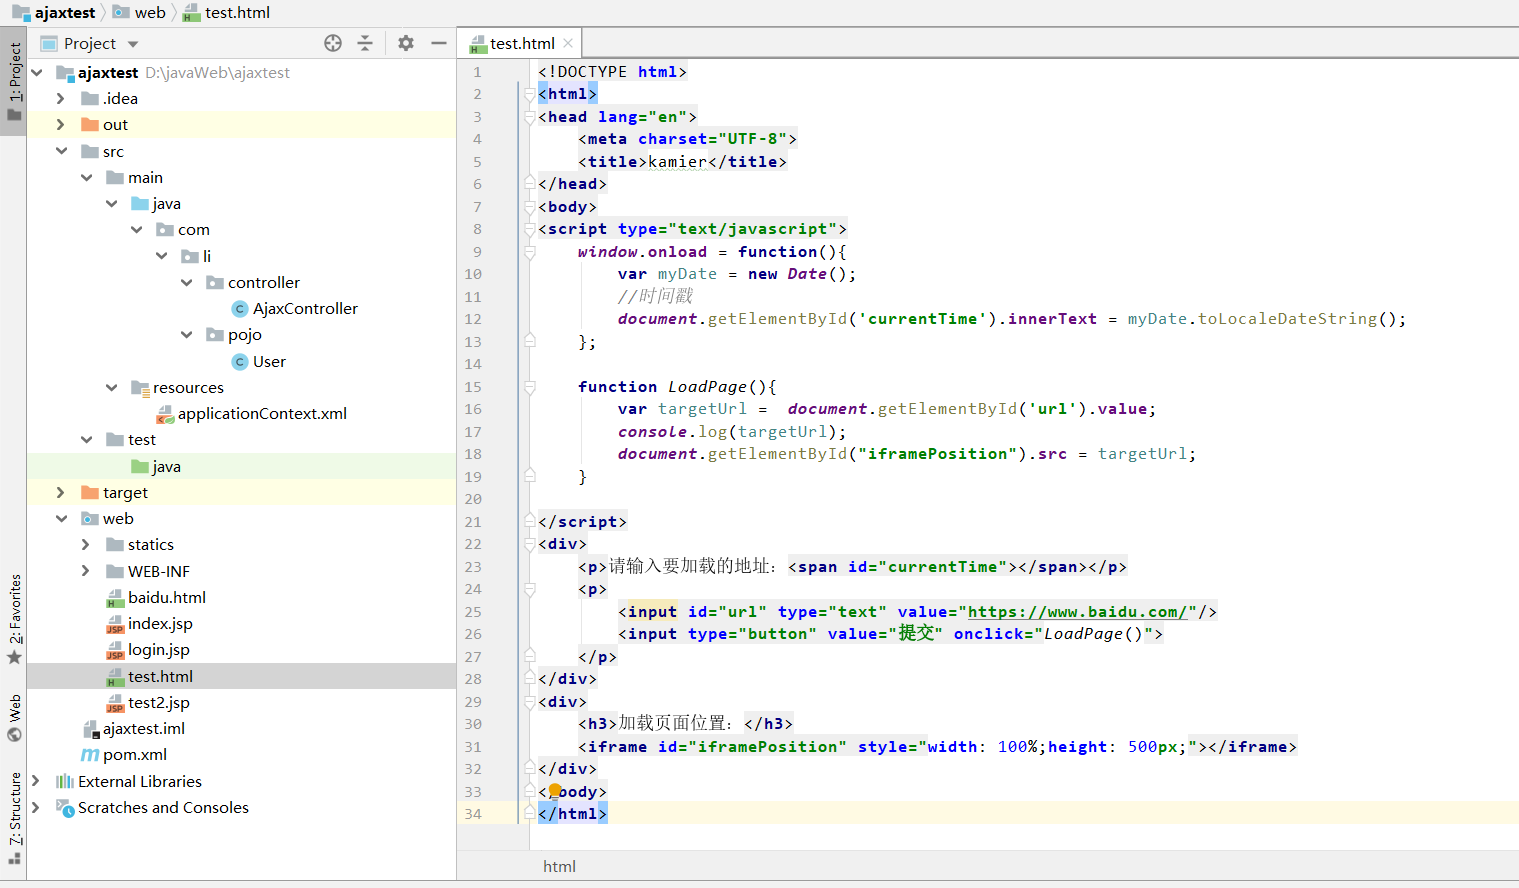 ajaxtest web test.html
1: Project
2: Favorites
Web
7: Structure
Project
ajaxtest D:\javaWeb\ajaxtest
.idea
out
src
main
java
com
li
controller
AjaxController
pojo
User
resources
applicationContext.xml
test
java
target
web
statics
WEB-INF
baidu.html
index.jsp
login.jsp
test.html
test2.jsp
ajaxtest.iml
pom.xml
External Libraries
Scratches and Consoles
test.html
1 <!DOCTYPE html>
2 <html>
3 <head lang="en">
4     <meta charset="UTF-8">
5     <title>kamier</title>
6 </head>
7 <body>
8 <script type="text/javascript">
9     window.onload = function(){
10         var myDate = new Date();
11         //时间戳
12         document.getElementById('currentTime').innerText = myDate.toLocaleDateString();
13     };
14
15     function LoadPage(){
16         var targetUrl =  document.getElementById('url').value;
17         console.log(targetUrl);
18         document.getElementById("iframePosition").src = targetUrl;
19     }
20
21 </script>
22 <div>
23     <p>请输入要加载的地址：<span id="currentTime"></span></p>
24     <p>
25         <input id="url" type="text" value="https://www.baidu.com/"/>
26         <input type="button" value="提交" onclick="LoadPage()">
27     </p>
28 </div>
29 <div>
30     <h3>加载页面位置：</h3>
31     <iframe id="iframePosition" style="width: 100%;height: 500px;"></iframe>
32 </div>
33 </body>
34 </html>
html